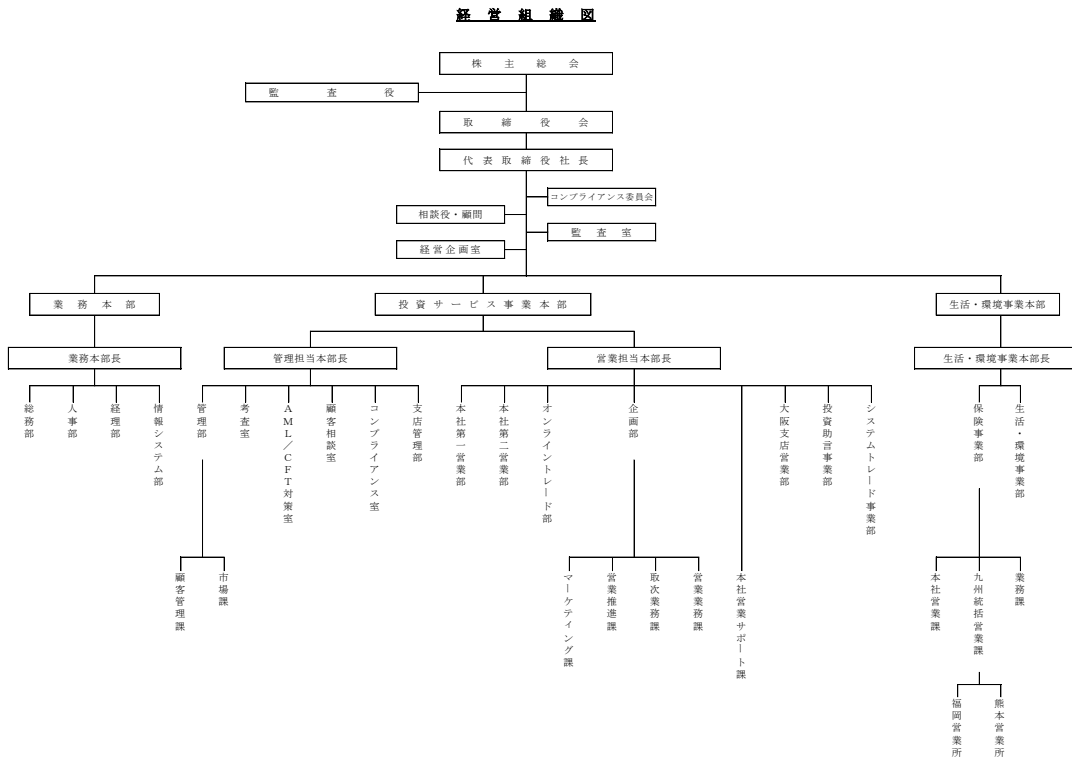 経営組織図
株主総会
監査役
取締役会
代表取締役社長
コンプライアンス委員会
相談役・顧問
監査室
経営企画室
業務本部
投資サービス事業本部
生活・環境事業本部
業務本部長
管理担当本部長
営業担当本部長
生活・環境事業本部長
総務部
人事部
経理部
情報システム部
管理部
考査室
AML/CFT対策室
顧客相談室
コンプライアンス室
支店管理部
本社第一営業部
本社第二営業部
オンライントレード部
企画部
大阪支店営業部
投資助言事業部
システムトレード事業部
保険事業部
生活・環境事業部
顧客管理課
市場課
マーケティング課
営業推進課
取次業務課
営業業務課
本社営業サポート課
本社営業課
九州統括営業課
業務課
福岡営業所
熊本営業所